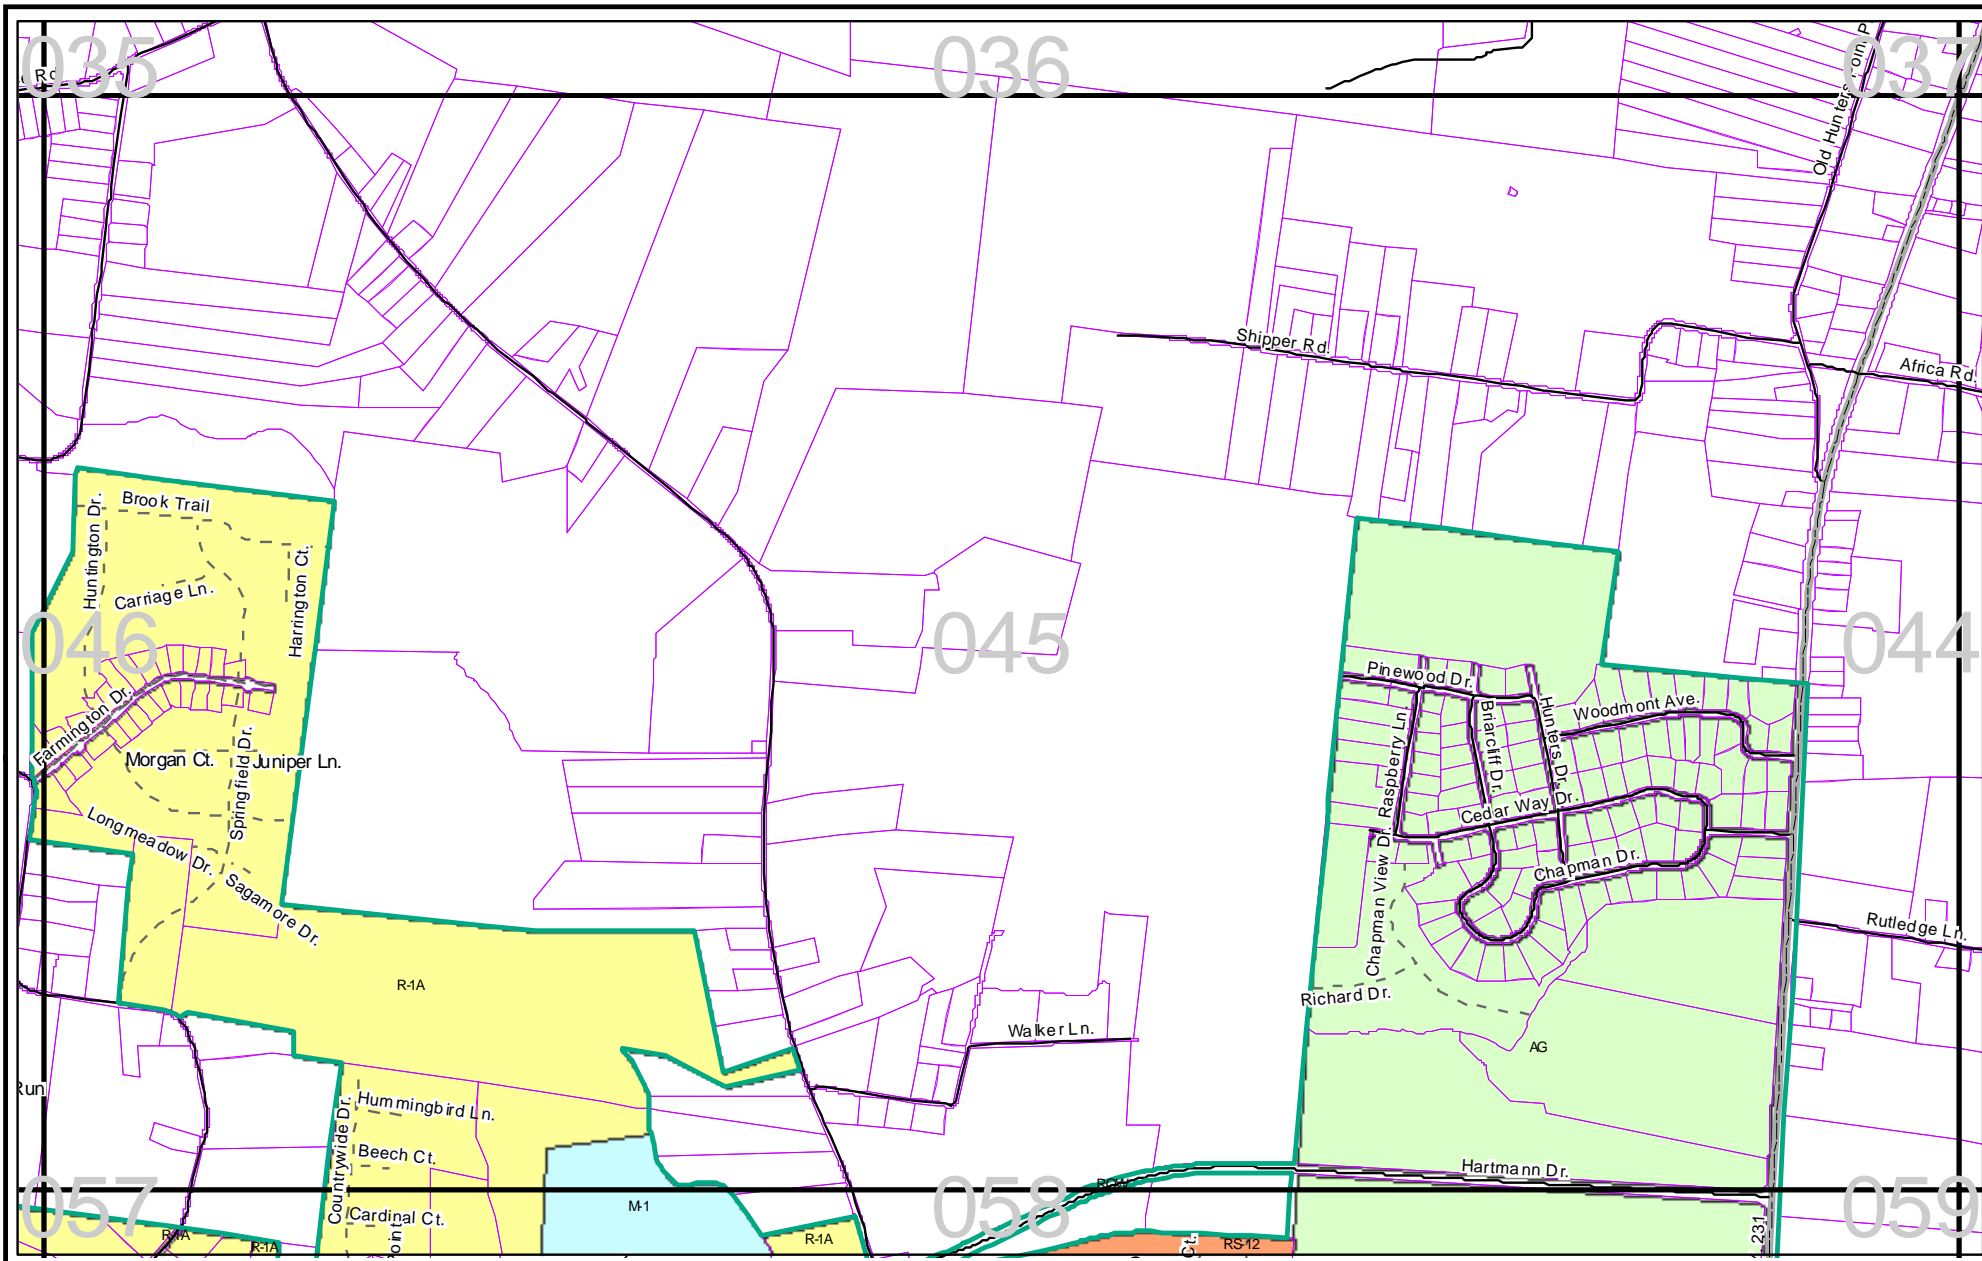 035
036
037
Rd.
Old Hunters Point P
Shipper Rd.
Africa Rd.
Brook Trail
Huntington Dr.
Harrington Ct.
Carriage Ln.
046
045
044
Pinewood Dr.
Farmington Dr.
Hunters Dr.
Woodmont Ave.
Briarcliff Dr.
Raspberry Ln.
Springfield Dr.
Morgan Ct.
Juniper Ln.
Cedar Way Dr.
Longmeadow Dr.
Chapman Dr.
Sagamore Dr.
Chapman View Dr.
Rutledge Ln.
R-1A
Richard Dr.
Walker Ln.
AG
Run
Hummingbird Ln.
Countrywide Dr.
Beech Ct.
Hartmann Dr.
ROW
057
058
059
M-1
Cardinal Ct.
R-1A
R-1A
Point
R-1A
Ct.
RS-12
231